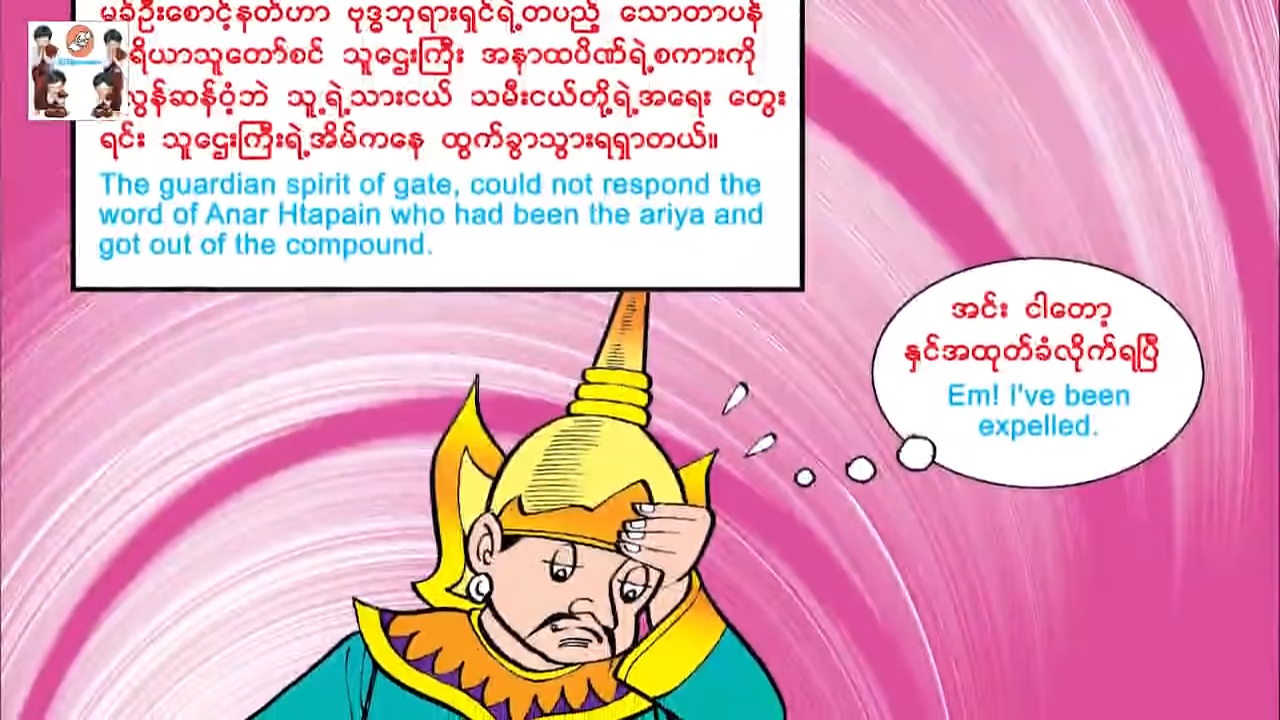 မုခ်ဦးစောင့်နတ်ဟာ ဗုဒ္ဓဘုရားရှင်ရဲ့တပည့် သောတာပန်
ရိယာသူတော်စင် သူဌေးကြီး အနာထပိဏ်ရဲ့စကားကို
လွန်ဆန်ဝံ့ဘဲ သူ့ရဲ့သားငယ် သမီးငယ်တို့ရဲ့အရေး တွေး
ရင်း သူဌေးကြီးရဲ့အိမ်ကနေ ထွက်ခွာသွားရရှာတယ်။
The guardian spirit of gate, could not respond the
word of Anar Htapain who had been the ariya and
got out of the compound.
အင်း ငါတော့
နှင်အထုတ်ခံလိုက်ရပြီ
Em! I've been
expelled.